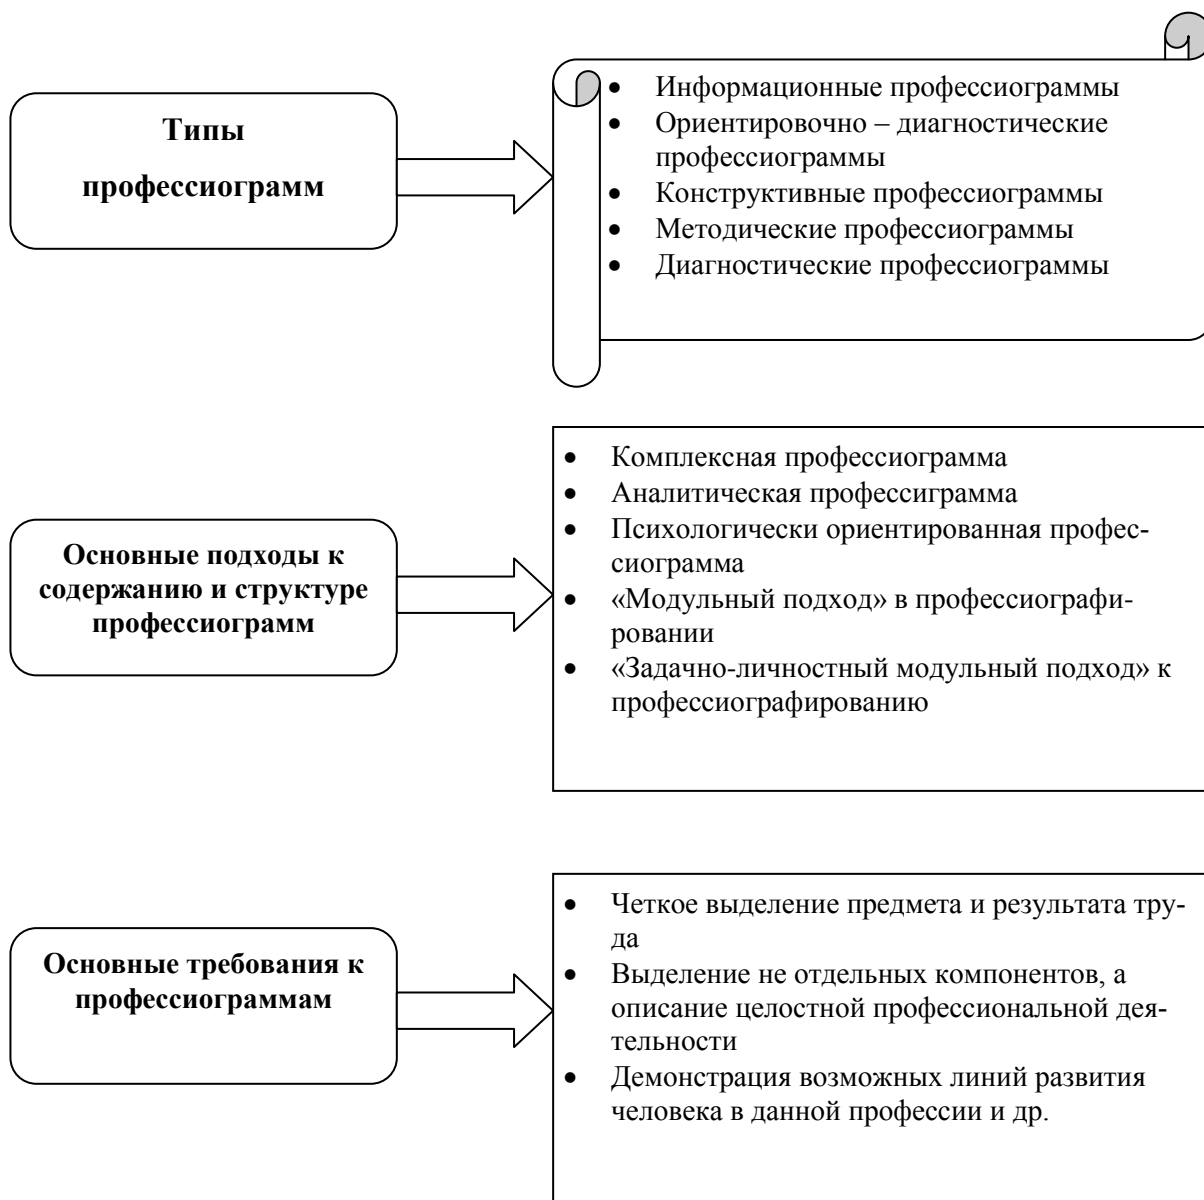 Типы
профессиограмм
• Информационные профессиограммы
• Ориентировочно – диагностические
профессиограммы
• Конструктивные профессиограммы
• Методические профессиограммы
• Диагностические профессиограммы
Основные подходы к
содержанию и структуре
профессиограмм
• Комплексная профессиограмма
• Аналитическая профессиграмма
• Психологически ориентированная профес-
сиограмма
• «Модульный подход» в профессиографи-
ровании
• «Задачно-личностный модульный подход» к
профессиографированию
Основные требования к
профессиограммам
• Четкое выделение предмета и результата тру-
да
• Выделение не отдельных компонентов, а
описание целостной профессиональной дея-
тельности
• Демонстрация возможных линий развития
человека в данной профессии и др.